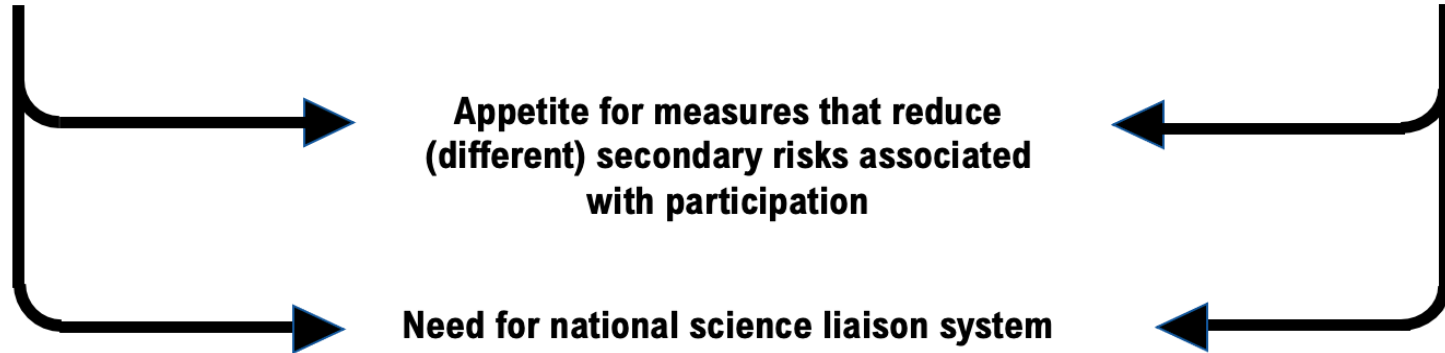 Appetite for measures that reduce
(different) secondary risks associated
with participation
Need for national science liaison system